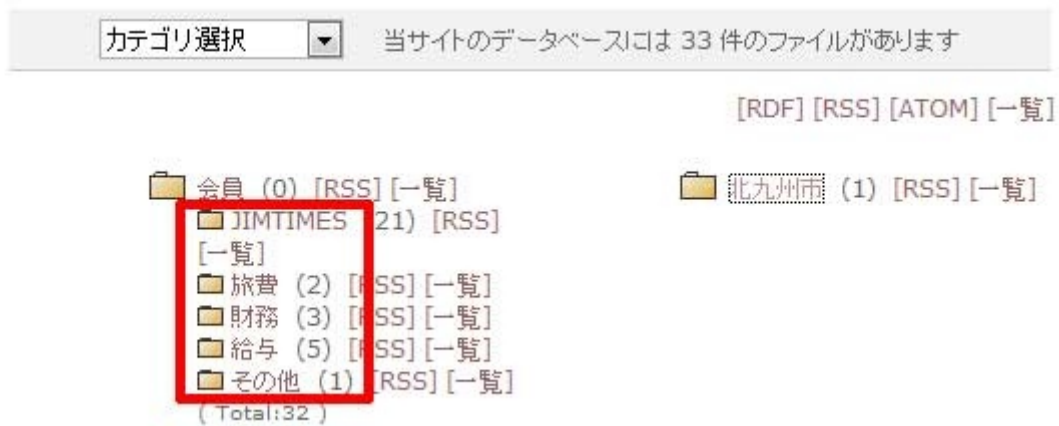 カテゴリ選択 当サイトのデータベースには 33 件のファイルがあります
[RDF] [RSS] [ATOM] [一覧]
会員 (0) [RSS] [一覧]
JIMTIMES (21) [RSS]
[一覧]
旅費 (2) [RSS] [一覧]
財務 (3) [RSS] [一覧]
給与 (5) [RSS] [一覧]
その他 (1) [RSS] [一覧]
( Total:32 )
北九州市 (1) [RSS] [一覧]